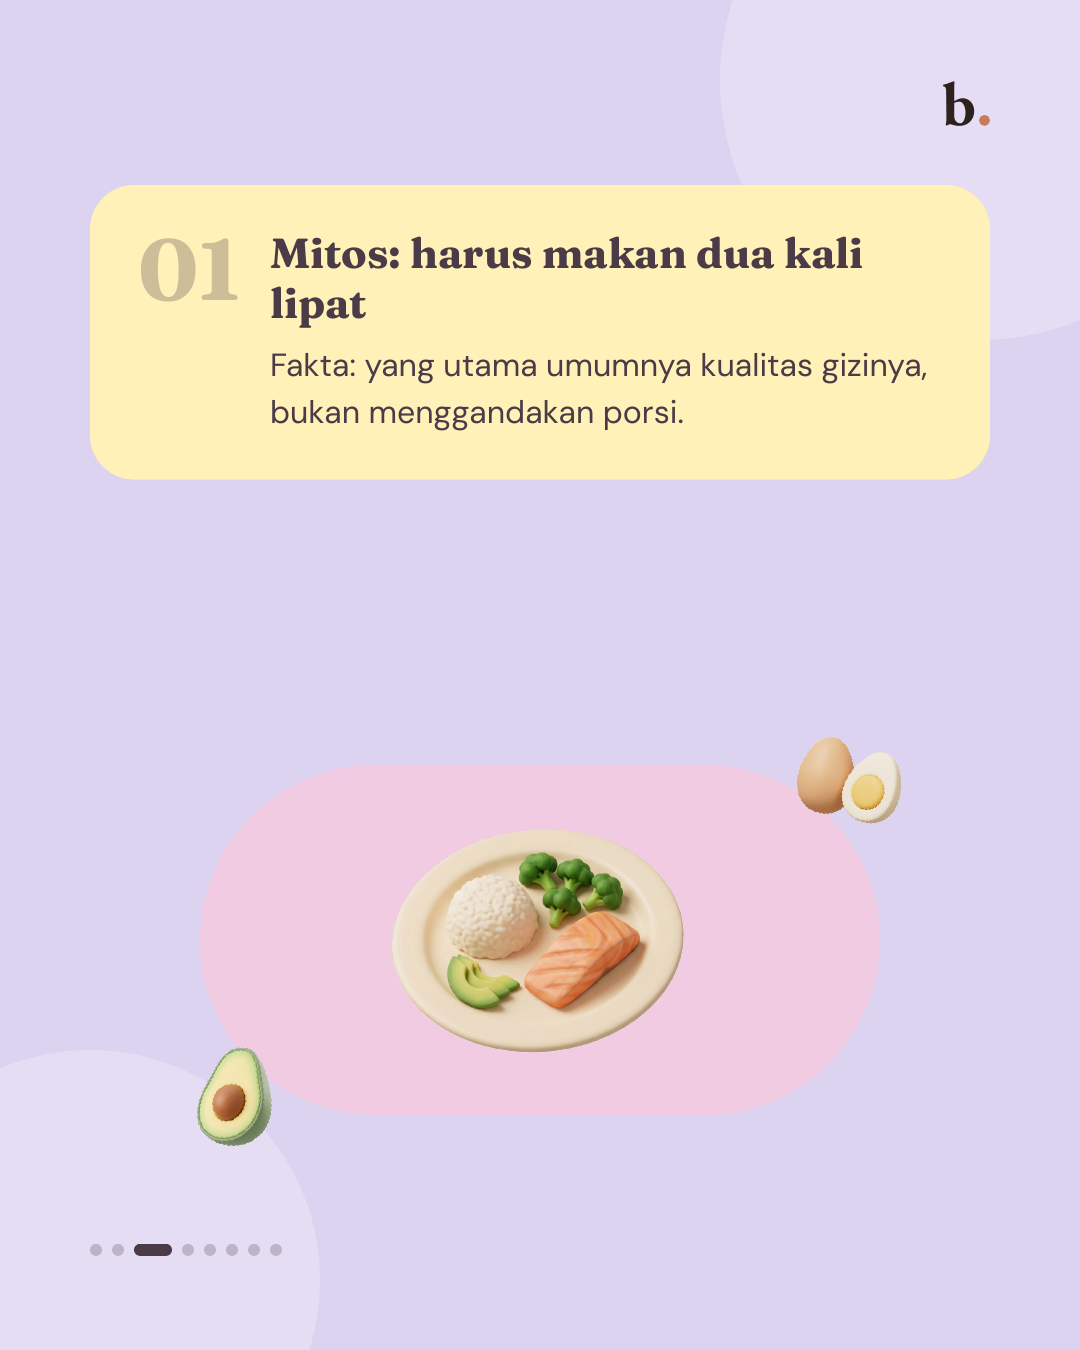 b.
01
Mitos: harus makan dua kali
lipat
Fakta: yang utama umumnya kualitas gizinya,
bukan menggandakan porsi.